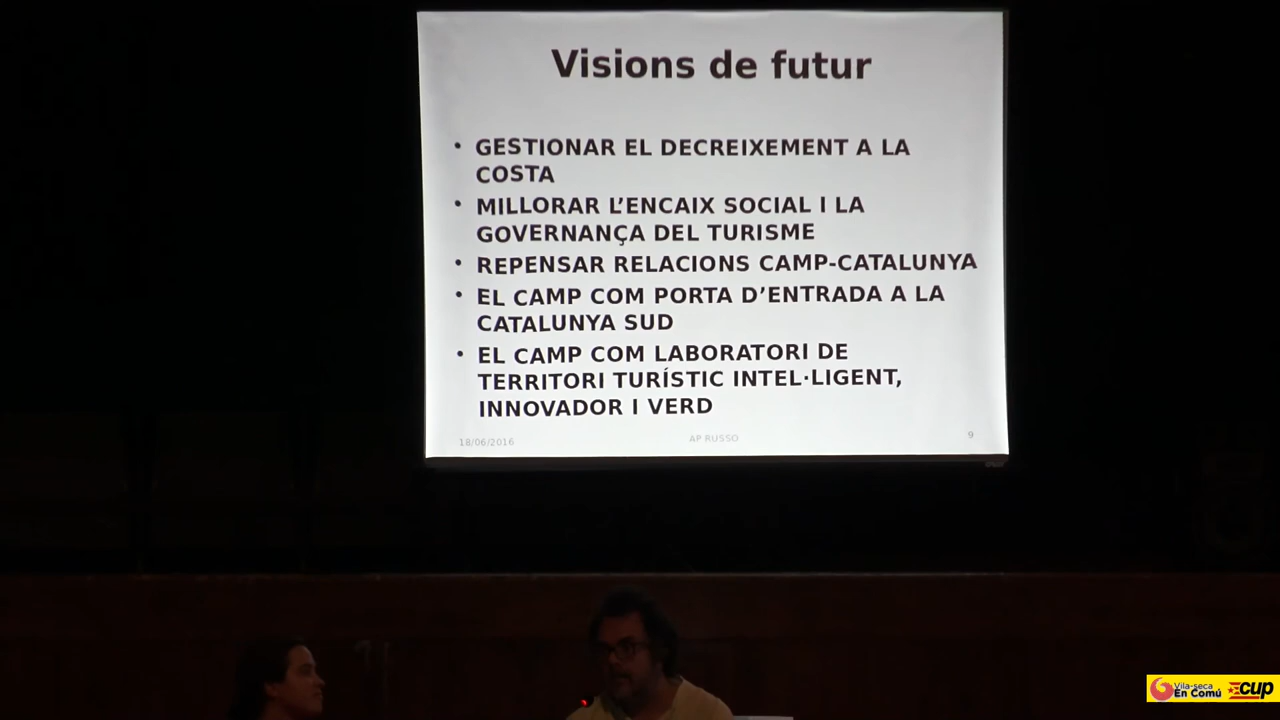 Visions de futur
• GESTIONAR EL DECREIXEMENT A LA
COSTA
• MILLORAR L'ENCAIX SOCIAL I LA
GOVERNANÇA DEL TURISME
• REPENSAR RELACIONS CAMP-CATALUNYA
• EL CAMP COM PORTA D'ENTRADA A LA
CATALUNYA SUD
• EL CAMP COM LABORATORI DE
TERRITORI TURÍSTIC INTEL·LIGENT,
INNOVADOR I VERD
18/06/2016 AP RUSSO 9
Vila-seca
En Comú
CUP